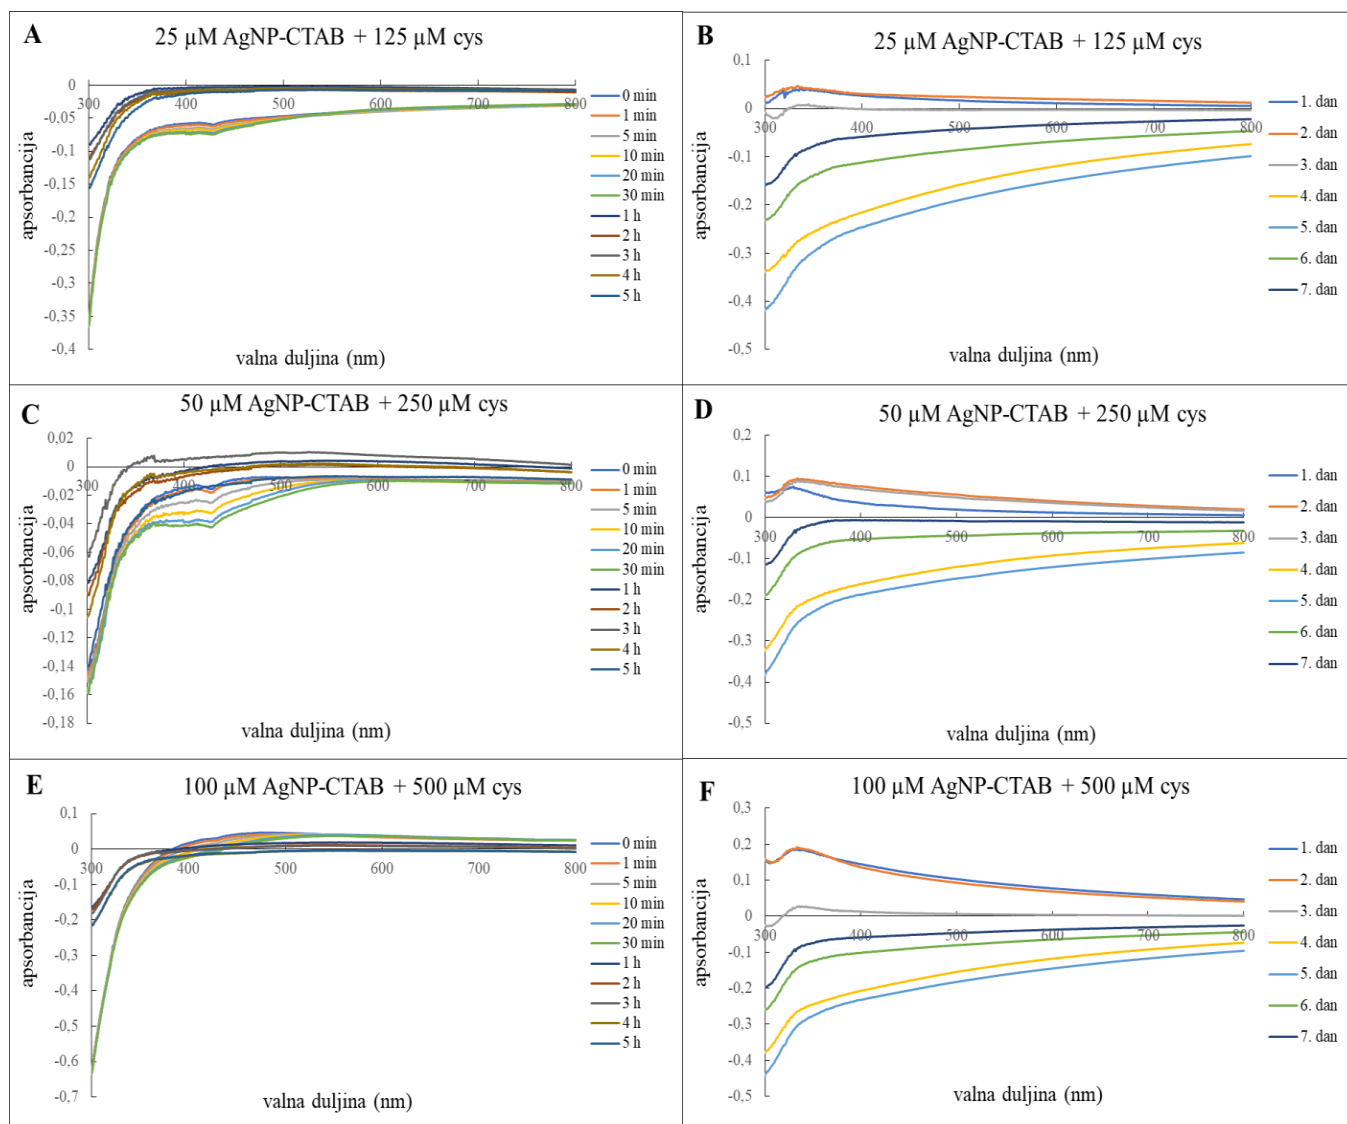 A
25 µM AgNP-CTAB + 125 µM cys
0
-0,05
-0,1
-0,15
-0,2
-0,25
-0,3
-0,35
-0,4
300
400
500
600
700
800
apsorbancija
valna duljina (nm)
0 min
1 min
5 min
10 min
20 min
30 min
1 h
2 h
3 h
4 h
5 h
B
25 µM AgNP-CTAB + 125 µM cys
0,1
0
-0,1
-0,2
-0,3
-0,4
-0,5
300
400
500
600
700
800
apsorbancija
valna duljina (nm)
1. dan
2. dan
3. dan
4. dan
5. dan
6. dan
7. dan
C
50 µM AgNP-CTAB + 250 µM cys
0,02
0
-0,02
-0,04
-0,06
-0,08
-0,1
-0,12
-0,14
-0,16
-0,18
300
400
500
600
700
800
apsorbancija
valna duljina (nm)
0 min
1 min
5 min
10 min
20 min
30 min
1 h
2 h
3 h
4 h
5 h
D
50 µM AgNP-CTAB + 250 µM cys
0,2
0,1
0
-0,1
-0,2
-0,3
-0,4
-0,5
300
400
500
600
700
800
apsorbancija
valna duljina (nm)
1. dan
2. dan
3. dan
4. dan
5. dan
6. dan
7. dan
E
100 µM AgNP-CTAB + 500 µM cys
0,1
0
-0,1
-0,2
-0,3
-0,4
-0,5
-0,6
-0,7
300
400
500
600
700
800
apsorbancija
valna duljina (nm)
0 min
1 min
5 min
10 min
20 min
30 min
1 h
2 h
3 h
4 h
5 h
F
100 µM AgNP-CTAB + 500 µM cys
0,3
0,2
0,1
0
-0,1
-0,2
-0,3
-0,4
-0,5
300
400
500
600
700
800
apsorbancija
valna duljina (nm)
1. dan
2. dan
3. dan
4. dan
5. dan
6. dan
7. dan